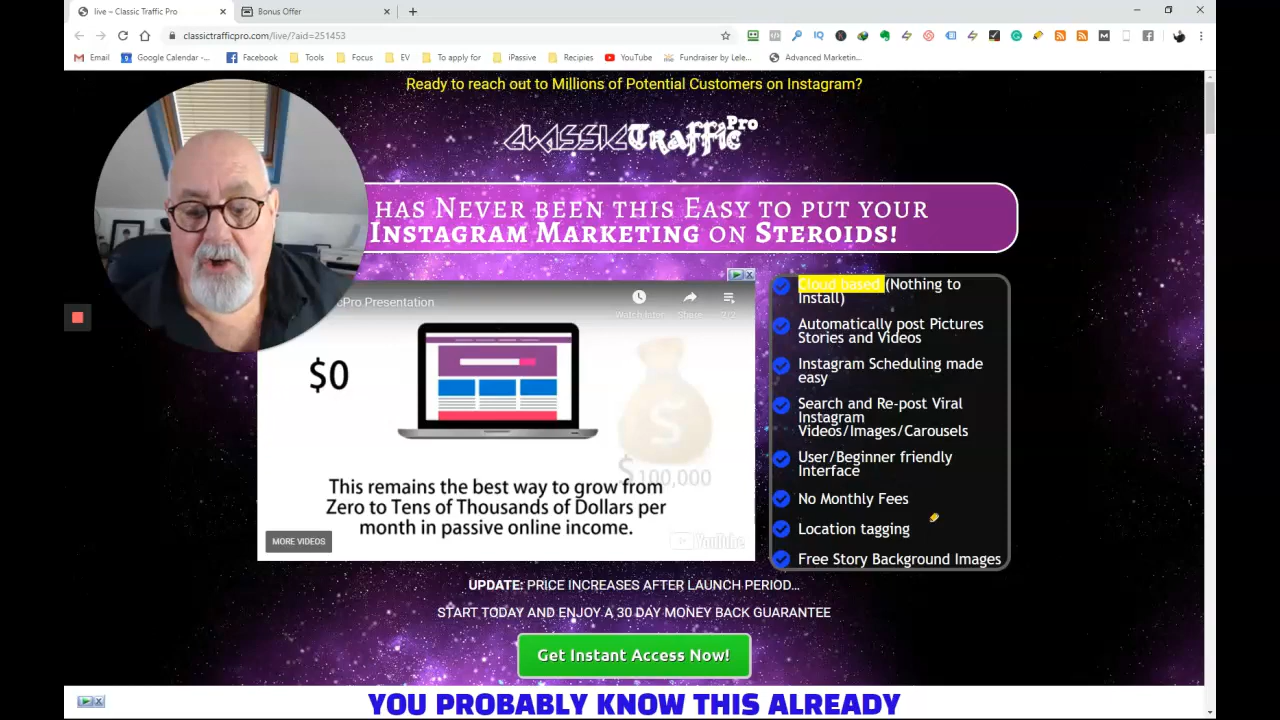 live – Classic Traffic Pro
Bonus Offer
classictrafficpro.com/live/?aid=251453
Email
Google Calendar -...
Facebook
Tools
Focus
EV
To apply for
iPassive
Recipies
YouTube
Fundraiser by Lele...
Advanced Marketin...
Ready to reach out to Millions of Potential Customers on Instagram?
CLASSIC Traffic Pro
HAS NEVER BEEN THIS EASY TO PUT YOUR
INSTAGRAM MARKETING ON STEROIDS!
cPro Presentation
Watch later
Share
$0
$100,000
This remains the best way to grow from
Zero to Tens of Thousands of Dollars per
month in passive online income.
MORE VIDEOS
YouTube
Cloud based (Nothing to
Install)
Automatically post Pictures
Stories and Videos
Instagram Scheduling made
easy
Search and Re-post Viral
Instagram
Videos/Images/Carousels
User/Beginner friendly
Interface
No Monthly Fees
Location tagging
Free Story Background Images
UPDATE: PRICE INCREASES AFTER LAUNCH PERIOD...
START TODAY AND ENJOY A 30 DAY MONEY BACK GUARANTEE
Get Instant Access Now!
YOU PROBABLY KNOW THIS ALREADY